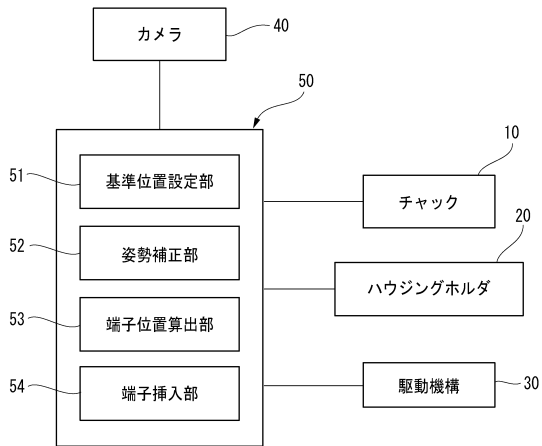 カメラ
40
50
51
基準位置設定部
10
チャック
52
姿勢補正部
20
ハウジングホルダ
53
端子位置算出部
54
端子挿入部
駆動機構
30